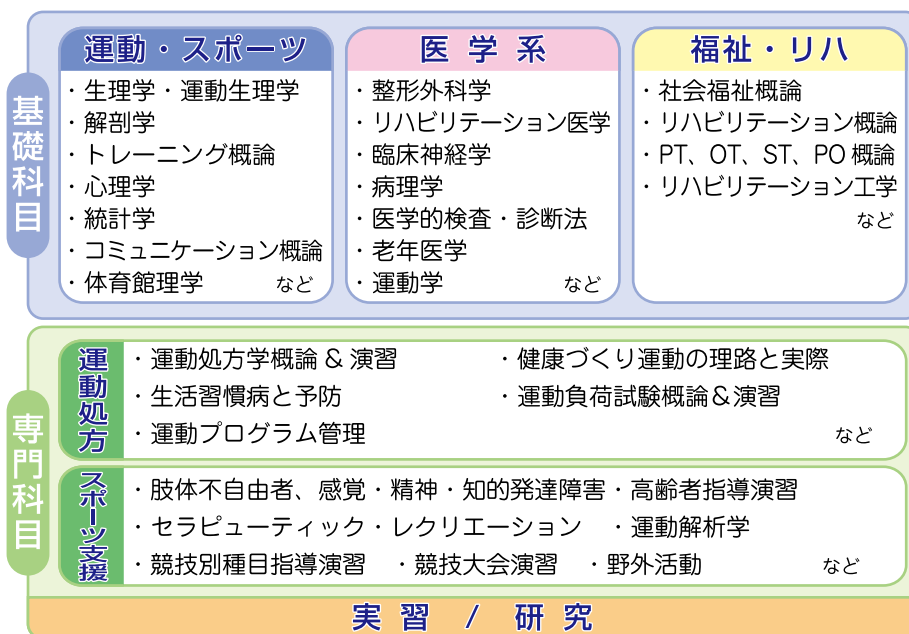 基礎科目
運動・スポーツ
・生理学・運動生理学
・解剖学
・トレーニング概論
・心理学
・統計学
・コミュニケーション概論
・体育館理学 など
医学系
・整形外科学
・リハビリテーション医学
・臨床神経学
・病理学
・医学的検査・診断法
・老年医学
・運動学 など
福祉・リハ
・社会福祉概論
・リハビリテーション概論
・PT、OT、ST、PO概論
・リハビリテーション工学
など
専門科目
運動処方
・運動処方学概論&演習 ・健康づくり運動の理路と実際
・生活習慣病と予防 ・運動負荷試験概論&演習
・運動プログラム管理 など
スポーツ支援
・肢体不自由者、感覚・精神・知的発達障害・高齢者指導演習
・セラピューティック・レクリエーション ・運動解析学
・競技別種目指導演習 ・競技大会演習 ・野外活動 など
実習 / 研究